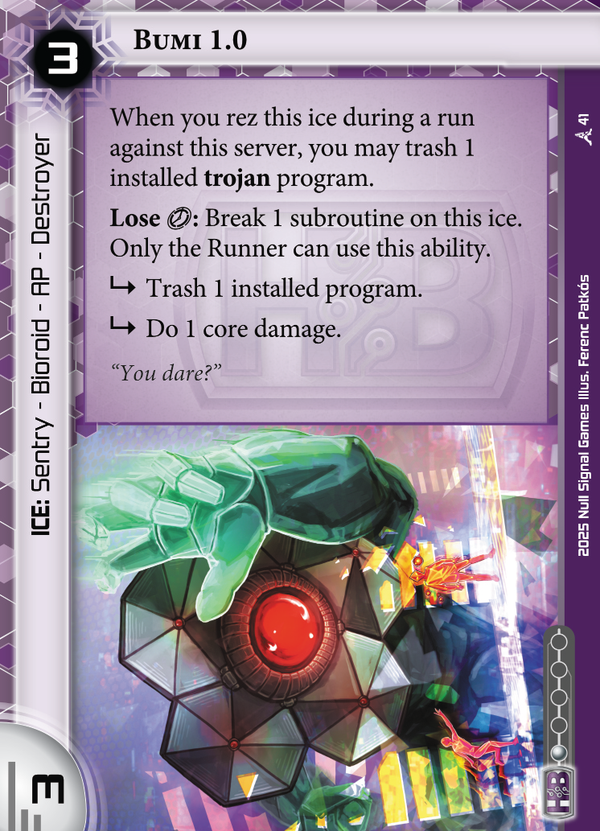 3
Bumi 1.0
When you rez this ice during a run
against this server, you may trash 1
installed trojan program.
Lose : Break 1 subroutine on this ice.
Only the Runner can use this ability.
Trash 1 installed program.
Do 1 core damage.
“You dare?”
ICE: Sentry - Bioroid - AP - Destroyer
3
41
2025 Null Signal Games Illus. Ferenc Patkós
HB